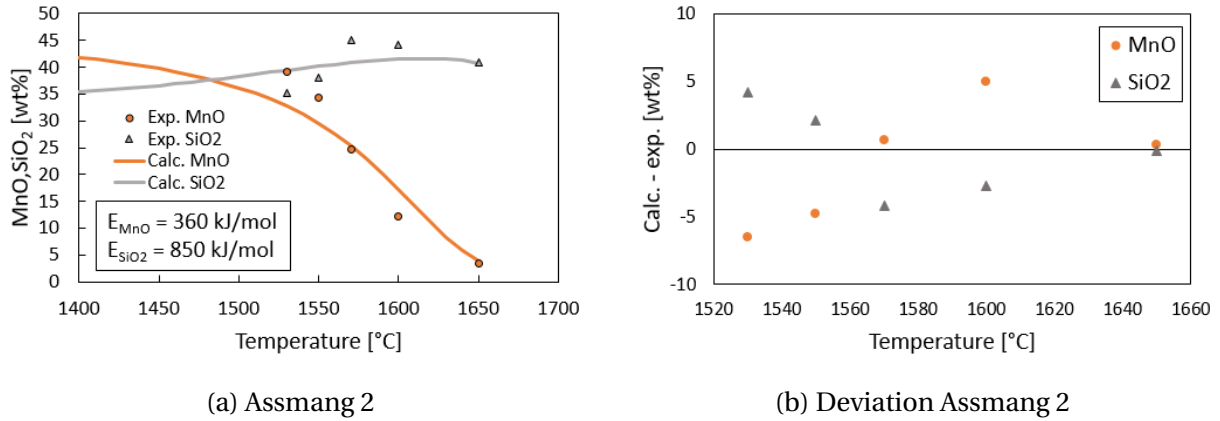 50
45
40
35
30
25
20
15
10
5
0
MnO,SiO₂ [wt%]
Exp. MnO
Exp. SiO2
Calc. MnO
Calc. SiO2
E_MnO = 360 kJ/mol
E_SiO2 = 850 kJ/mol
1400 1450 1500 1550 1600 1650 1700
Temperature [°C]
(a) Assmang 2
10
5
0
-5
-10
Calc. - exp. [wt%]
MnO
SiO2
1520 1540 1560 1580 1600 1620 1640 1660
Temperature [°C]
(b) Deviation Assmang 2